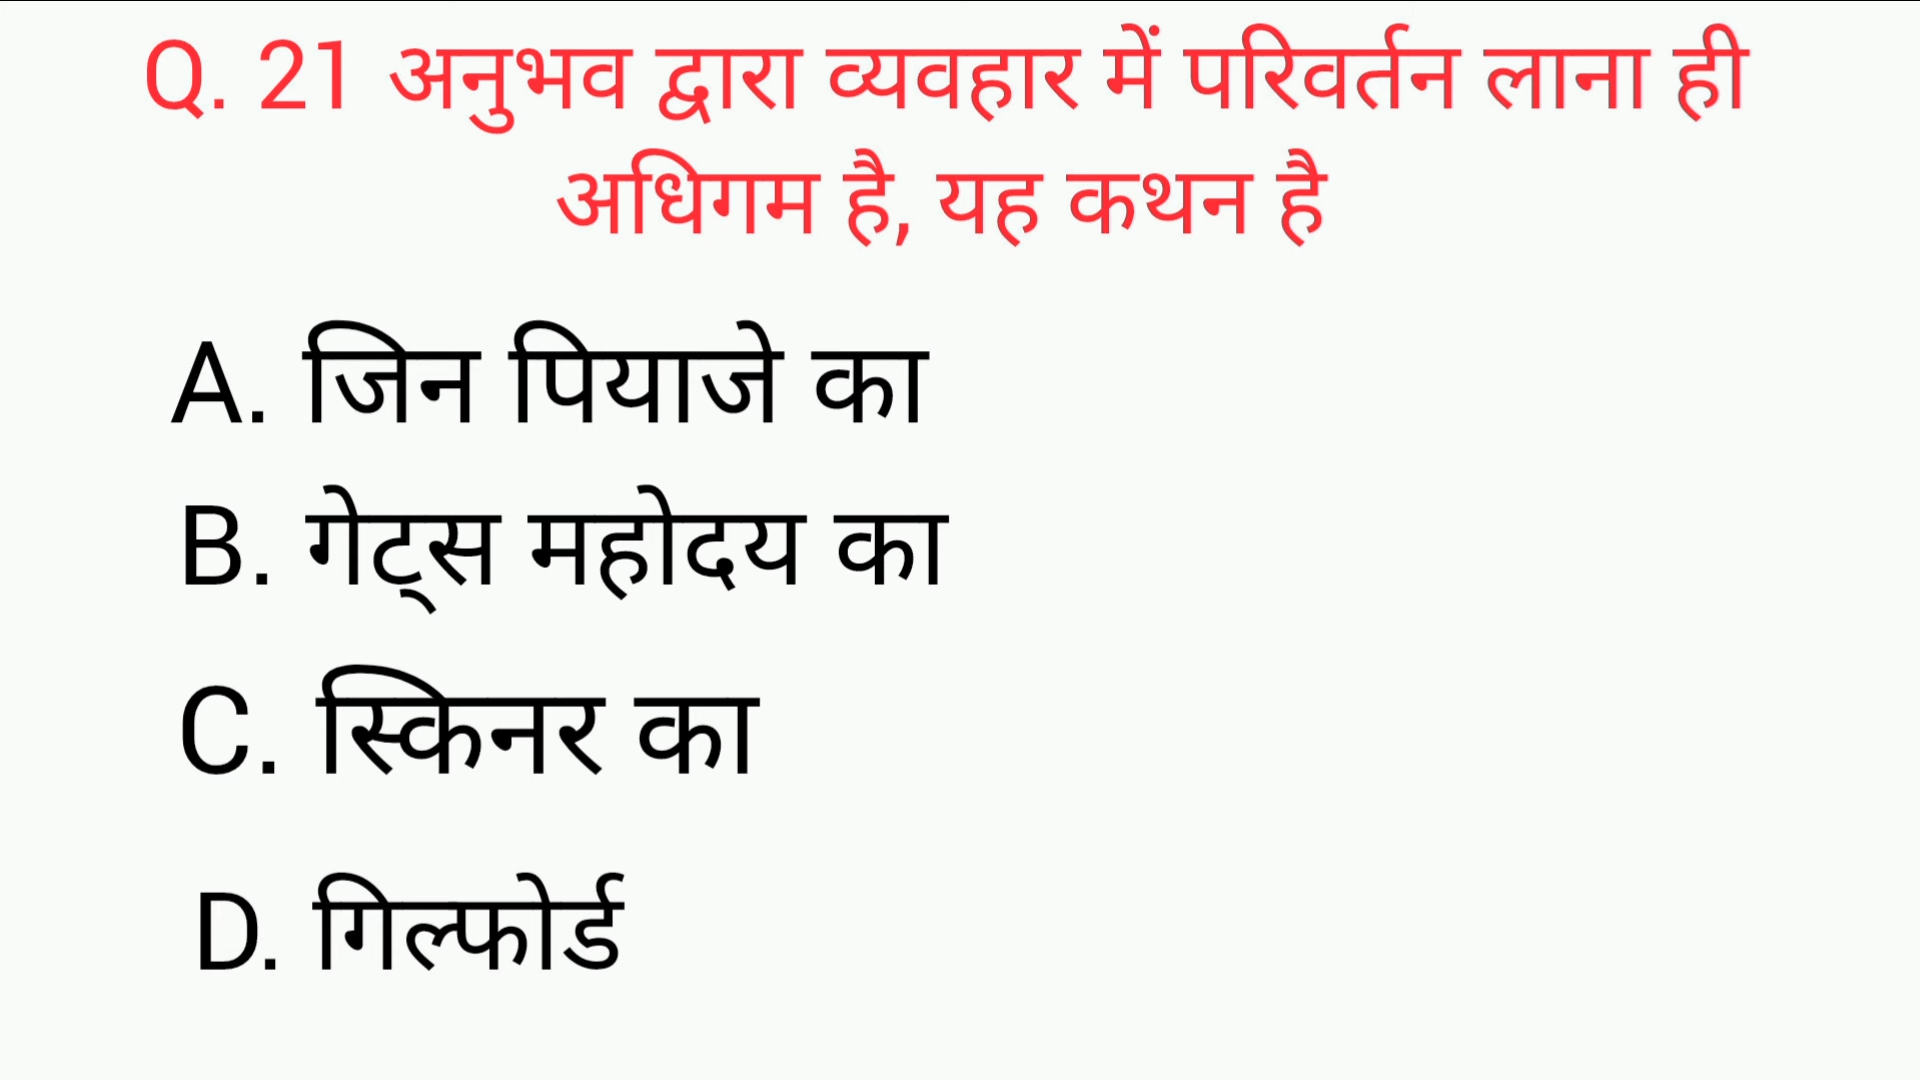 Q. 21 अनुभव द्वारा व्यवहार में परिवर्तन लाना ही
अधिगम है, यह कथन है
A. जिन पियाजे का
B. गेट्स महोदय का
C. स्किनर का
D. गिल्फोर्ड